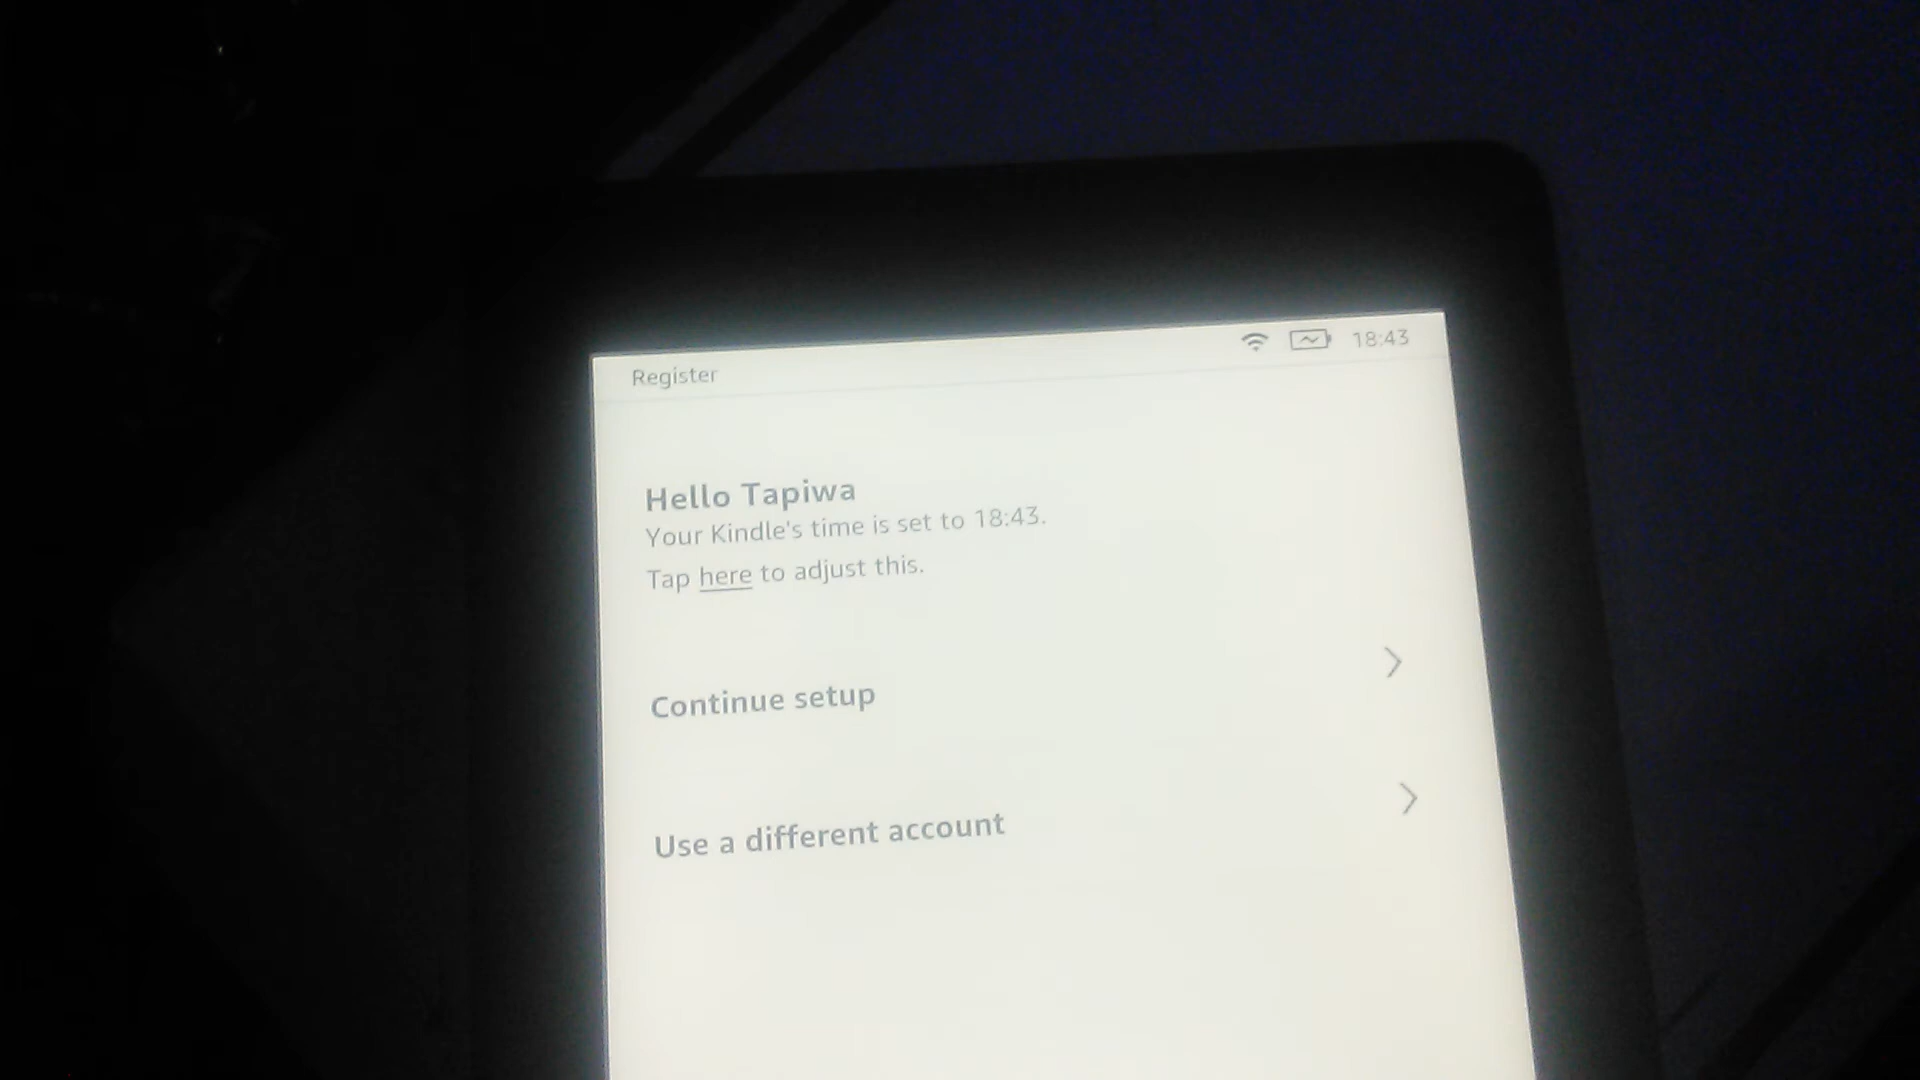 18:43
Register
Hello Tapiwa
Your Kindle's time is set to 18:43.
Tap here to adjust this.
Continue setup
Use a different account